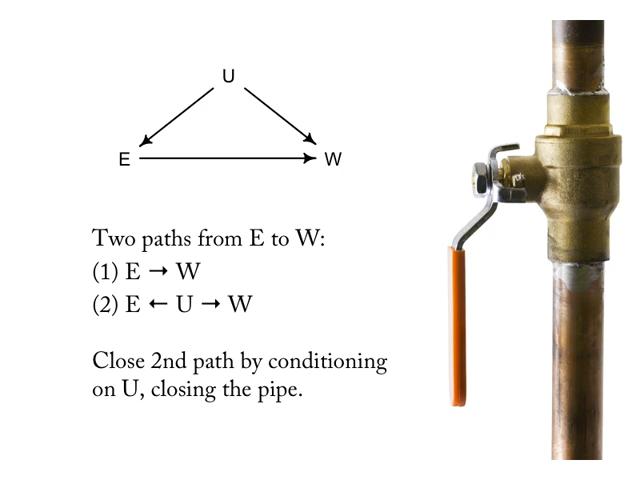 U
E W
Two paths from E to W:
(1) E → W
(2) E ← U → W
Close 2nd path by conditioning
on U, closing the pipe.